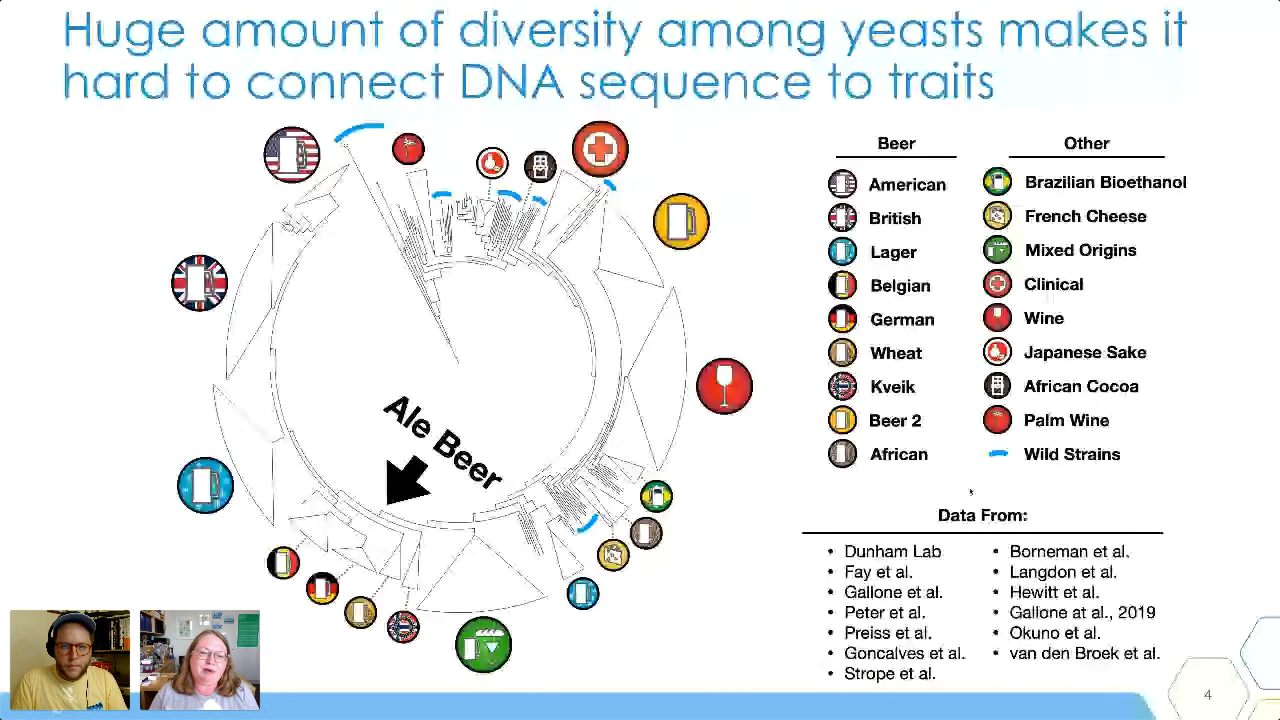 Huge amount of diversity among yeasts makes it
hard to connect DNA sequence to traits
Ale Beer
Beer
American
British
Lager
Belgian
German
Wheat
Kveik
Beer 2
African
Other
Brazilian Bioethanol
French Cheese
Mixed Origins
Clinical
Wine
Japanese Sake
African Cocoa
Palm Wine
Wild Strains
Data From:
• Dunham Lab
• Fay et al.
• Gallone et al.
• Peter et al.
• Preiss et al.
• Goncalves et al.
• Strope et al.
• Borneman et al.
• Langdon et al.
• Hewitt et al.
• Gallone at al., 2019
• Okuno et al.
• van den Broek et al.
4